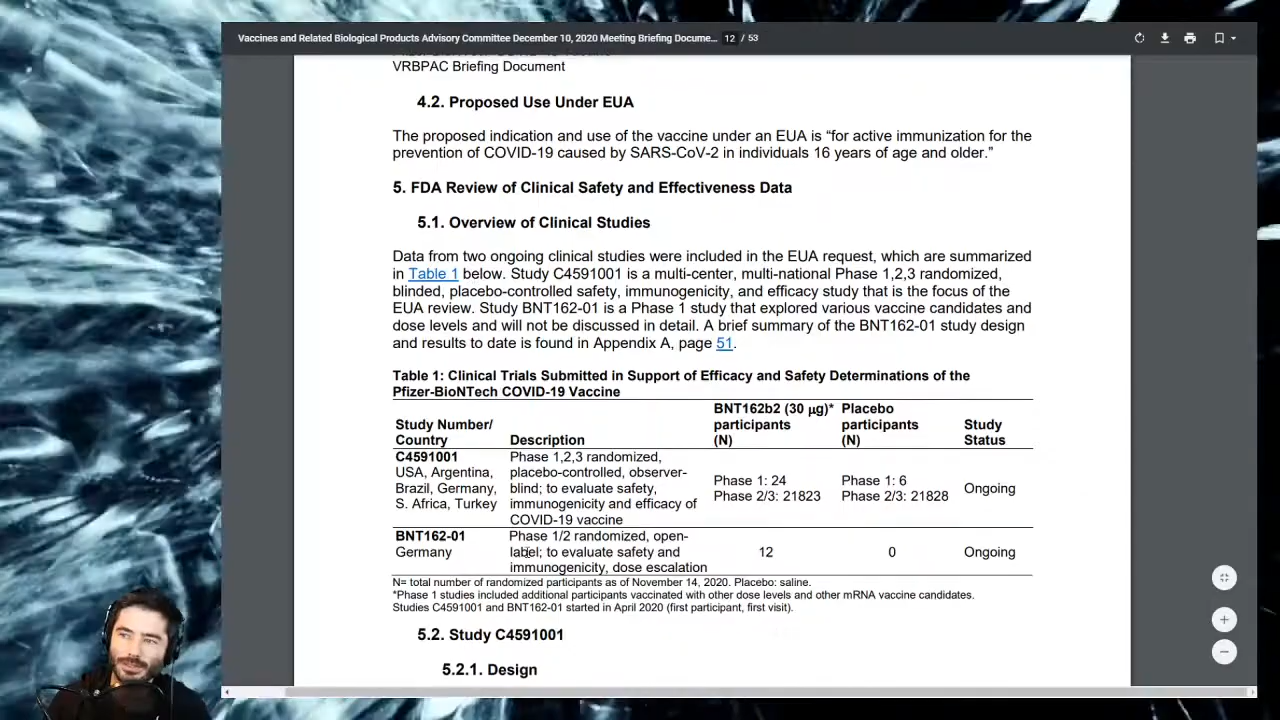 Vaccines and Related Biological Products Advisory Committee December 10, 2020 Meeting Briefing Docume... 12 / 53
VRBPAC Briefing Document
4.2. Proposed Use Under EUA
The proposed indication and use of the vaccine under an EUA is “for active immunization for the
prevention of COVID-19 caused by SARS-CoV-2 in individuals 16 years of age and older.”
5. FDA Review of Clinical Safety and Effectiveness Data
5.1. Overview of Clinical Studies
Data from two ongoing clinical studies were included in the EUA request, which are summarized
in Table 1 below. Study C4591001 is a multi-center, multi-national Phase 1,2,3 randomized,
blinded, placebo-controlled safety, immunogenicity, and efficacy study that is the focus of the
EUA review. Study BNT162-01 is a Phase 1 study that explored various vaccine candidates and
dose levels and will not be discussed in detail. A brief summary of the BNT162-01 study design
and results to date is found in Appendix A, page 51.
Table 1: Clinical Trials Submitted in Support of Efficacy and Safety Determinations of the
Pfizer-BioNTech COVID-19 Vaccine
Study Number/
Country
Description
BNT162b2 (30 μg)*
participants
(N)
Placebo
participants
(N)
Study
Status
C4591001
USA, Argentina,
Brazil, Germany,
S. Africa, Turkey
Phase 1,2,3 randomized,
placebo-controlled, observer-
blind; to evaluate safety,
immunogenicity and efficacy of
COVID-19 vaccine
Phase 1: 24
Phase 2/3: 21823
Phase 1: 6
Phase 2/3: 21828
Ongoing
BNT162-01
Germany
Phase 1/2 randomized, open-
label; to evaluate safety and
immunogenicity, dose escalation
12
0
Ongoing
N= total number of randomized participants as of November 14, 2020. Placebo: saline.
*Phase 1 studies included additional participants vaccinated with other dose levels and other mRNA vaccine candidates.
Studies C4591001 and BNT162-01 started in April 2020 (first participant, first visit).
5.2. Study C4591001
5.2.1. Design